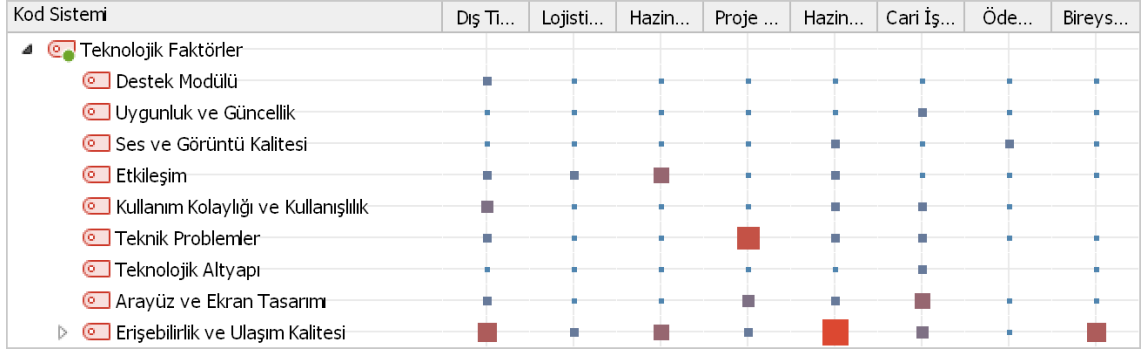 Kod Sistemi Dış Ti... Lojisti... Hazin... Proje ... Hazin... Cari İş... Öde... Bireys...
Teknolojik Faktörler
Destek Modülü
Uygunluk ve Güncellik
Ses ve Görüntü Kalitesi
Etkileşim
Kullanım Kolaylığı ve Kullanışlılık
Teknik Problemler
Teknolojik Altyapı
Arayüz ve Ekran Tasarımı
Erişebilirlik ve Ulaşım Kalitesi